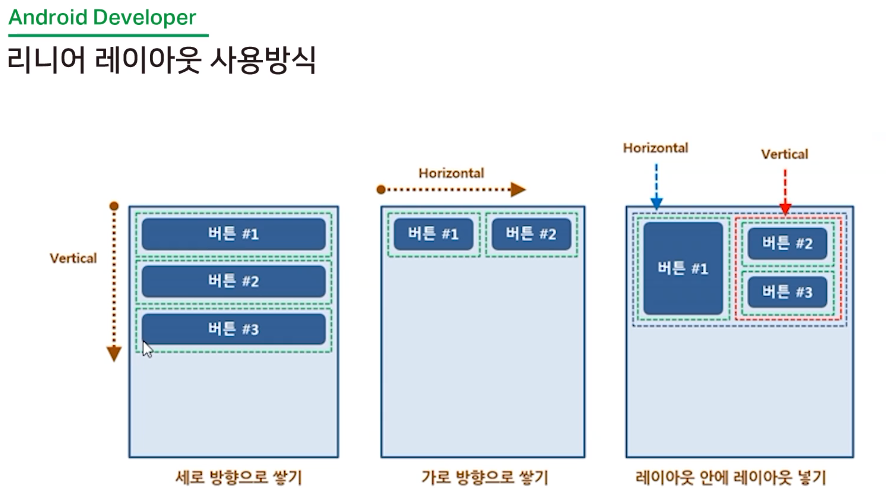 Android Developer
리니어 레이아웃 사용방식
Horizontal
Vertical
Horizontal
Vertical
버튼 #1
버튼 #2
버튼 #3
버튼 #1
버튼 #2
버튼 #1
버튼 #2
버튼 #3
세로 방향으로 쌓기
가로 방향으로 쌓기
레이아웃 안에 레이아웃 넣기